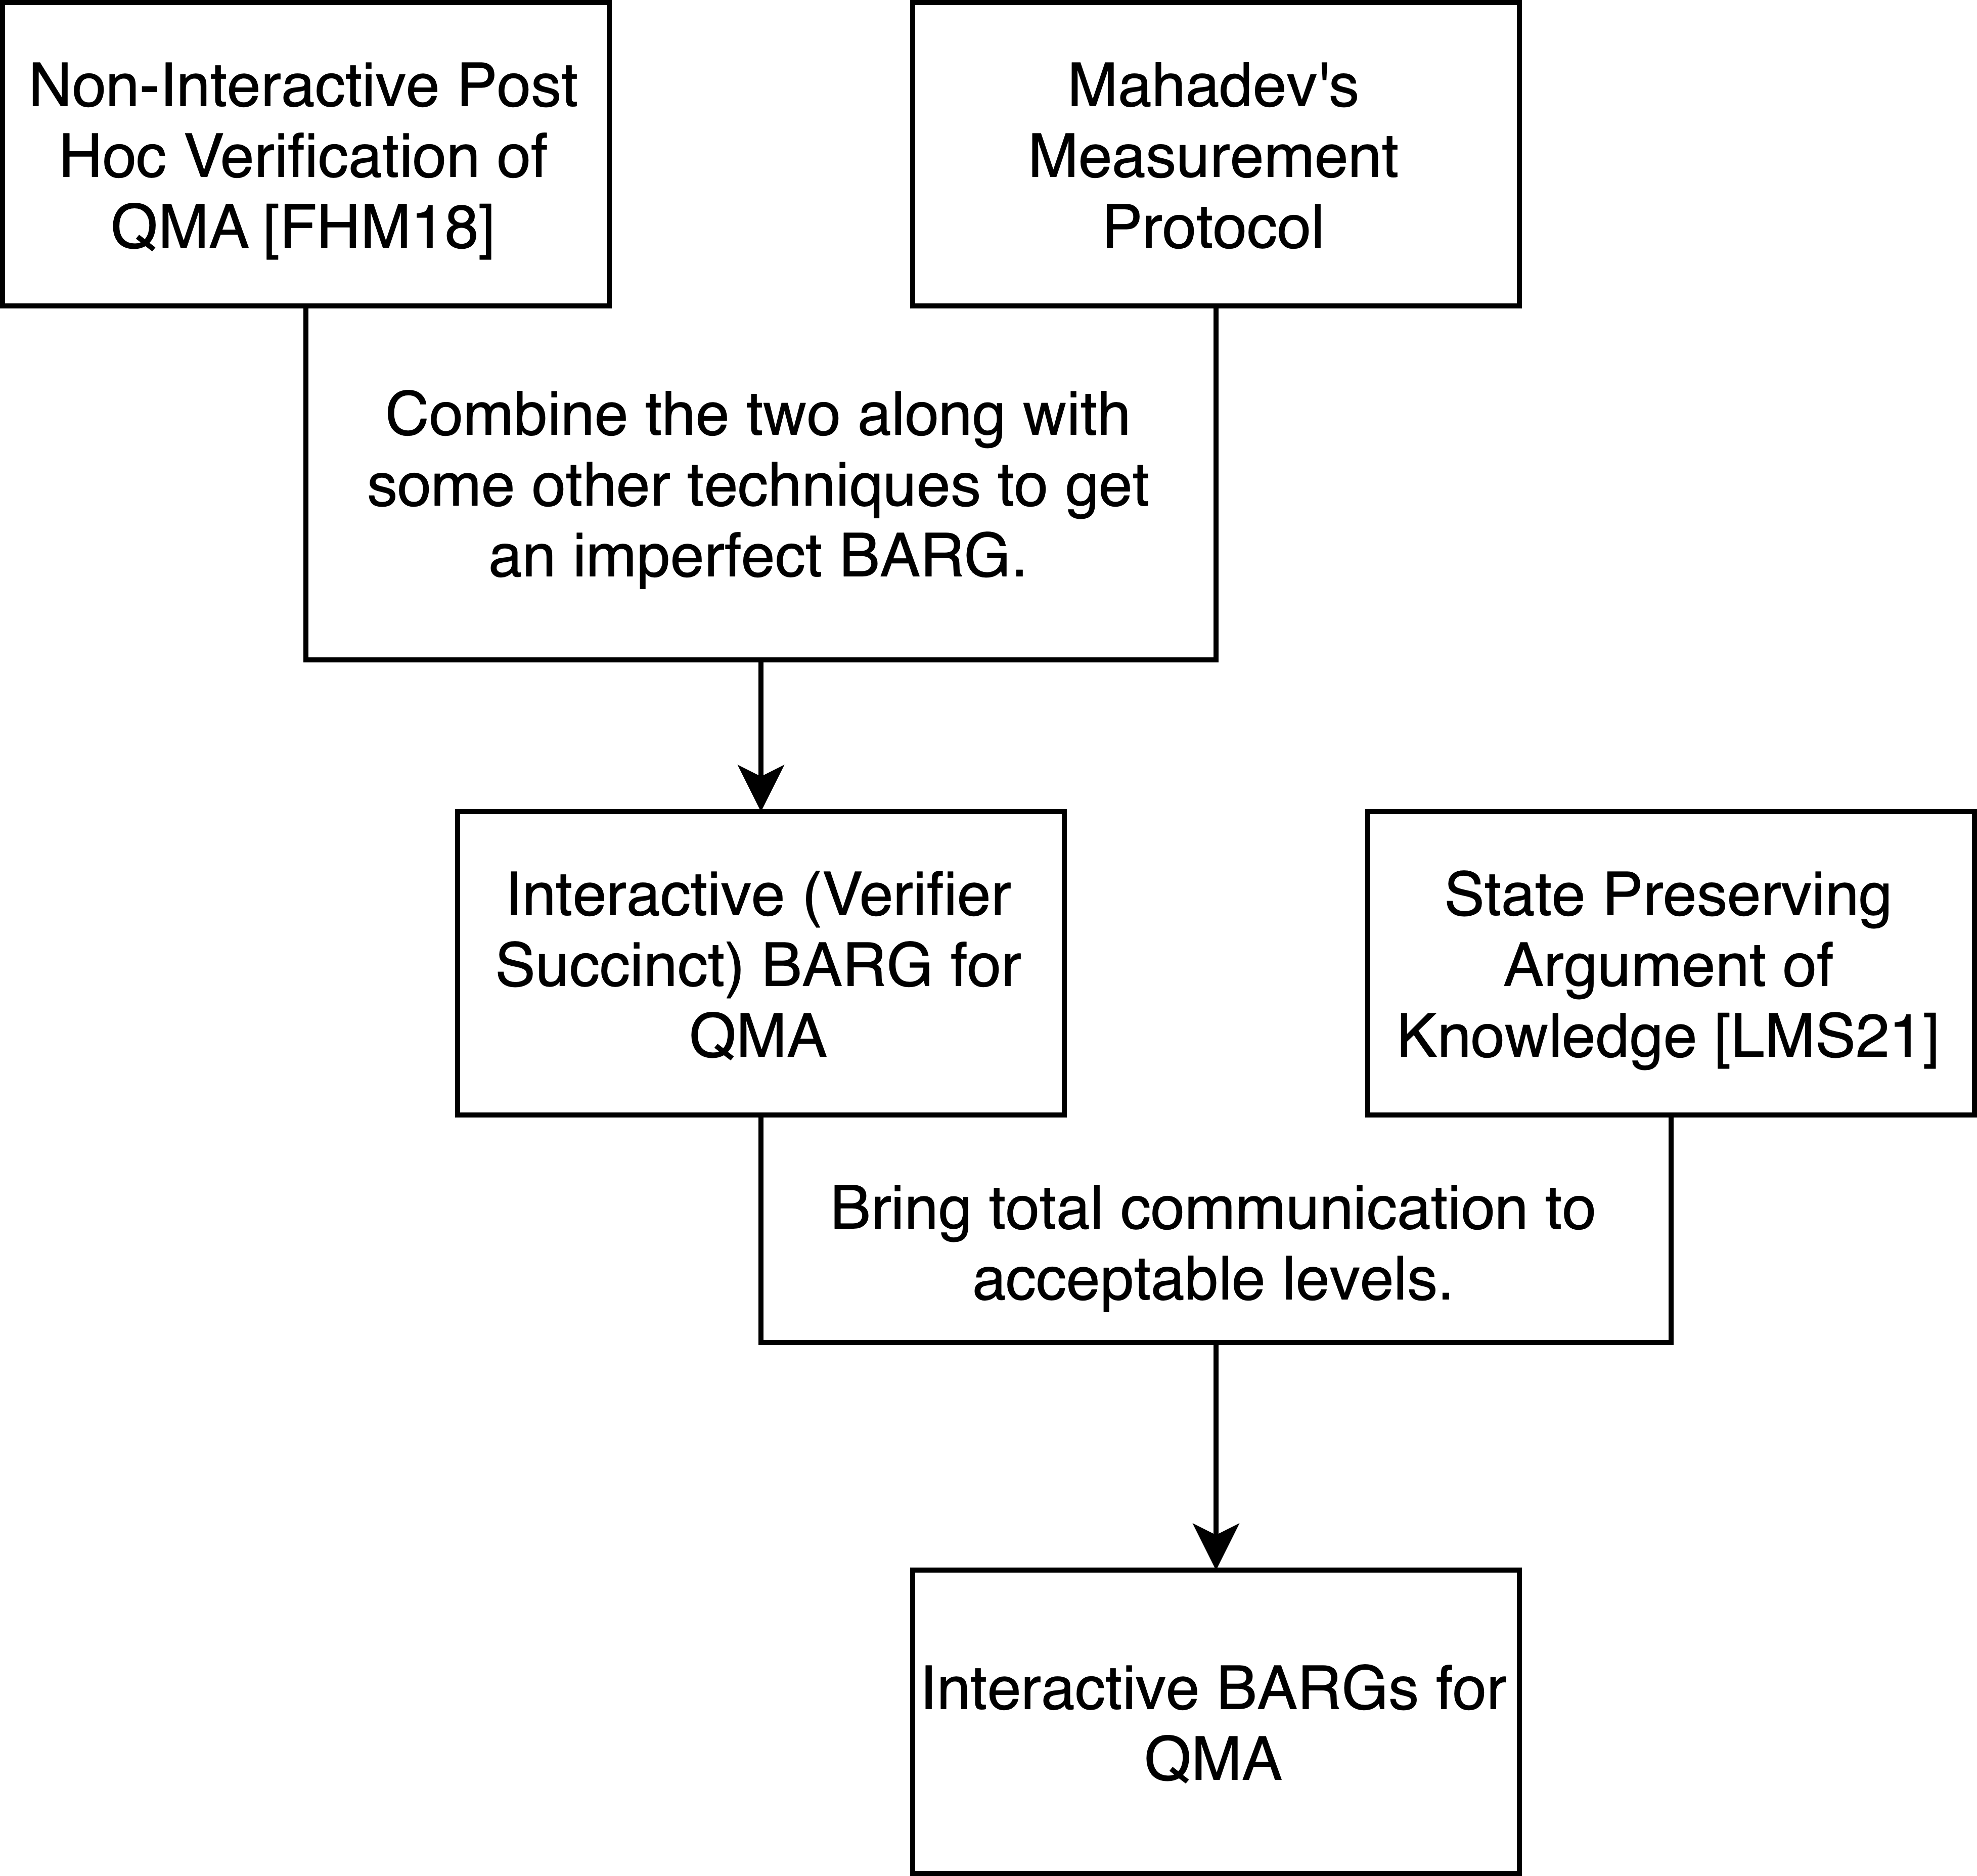 Non-Interactive Post
Hoc Verification of
QMA [FHM18]
Mahadev's
Measurement
Protocol
Combine the two along with
some other techniques to get
an imperfect BARG.
Interactive (Verifier
Succinct) BARG for
QMA
State Preserving
Argument of
Knowledge [LMS21]
Bring total communication to
acceptable levels.
Interactive BARGs for
QMA